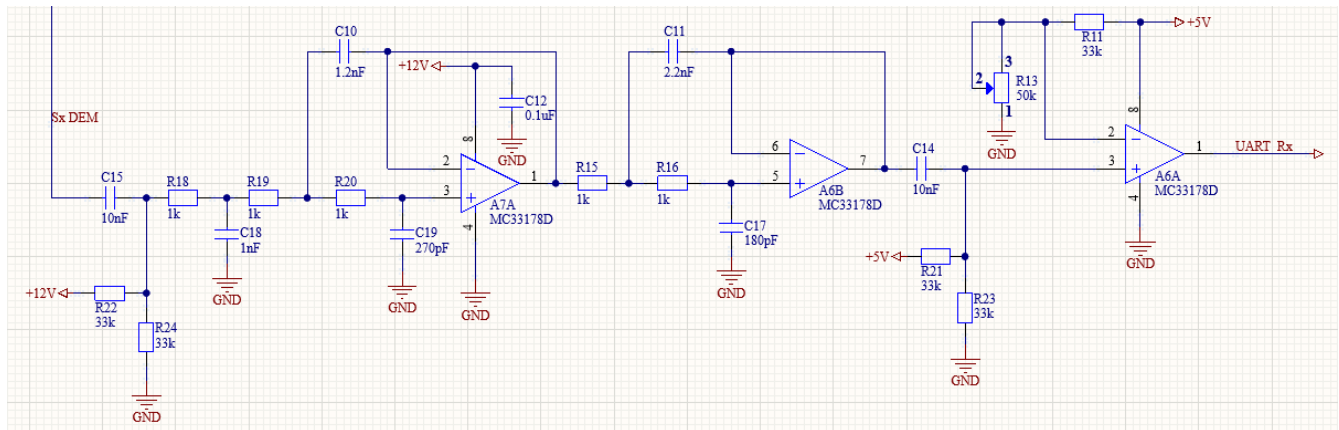 C10
1.2nF
+12V
C12
0.1uF
GND
8
2
3
1
4
A7A
MC33178D
GND
Sx DEM
C15
10nF
R18
1k
R19
1k
R20
1k
C18
1nF
GND
C19
270pF
GND
+12V
R22
33k
R24
33k
GND
C11
2.2nF
R15
1k
R16
1k
6
5
7
A6B
MC33178D
C17
180pF
GND
C14
10nF
+5V
R21
33k
R23
33k
GND
R11
33k
+5V
3
2
1
R13
50k
GND
8
2
3
1
4
A6A
MC33178D
GND
UART Rx